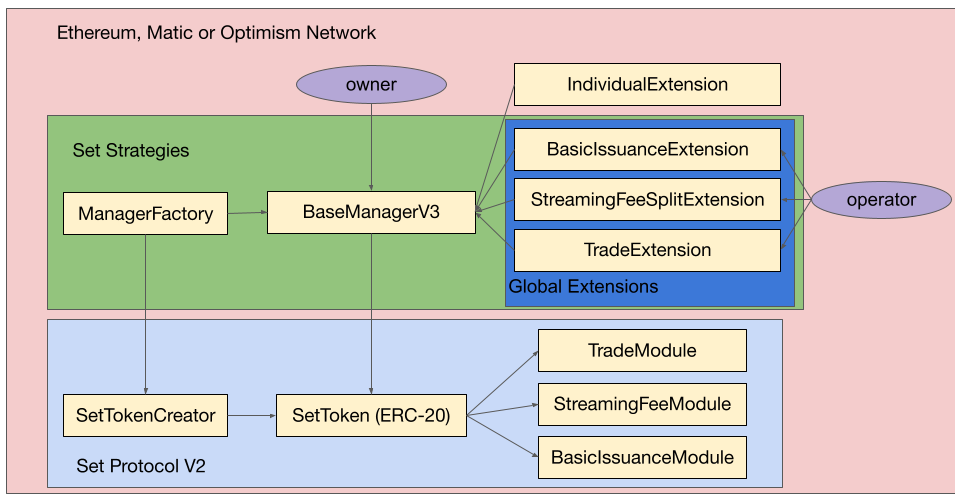 Ethereum, Matic or Optimism Network
owner
IndividualExtension
Set Strategies
BasicIssuanceExtension
ManagerFactory
BaseManagerV3
StreamingFeeSplitExtension
operator
TradeExtension
Global Extensions
TradeModule
SetTokenCreator
SetToken (ERC-20)
StreamingFeeModule
Set Protocol V2
BasicIssuanceModule